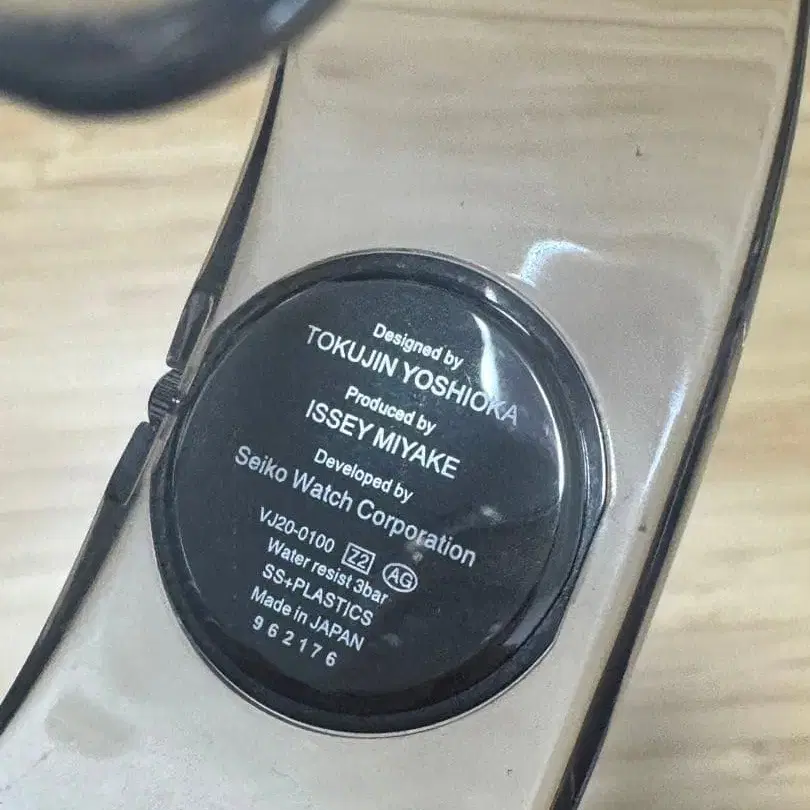 Designed by
TOKUJIN YOSHIOKA
Produced by
ISSEY MIYAKE
Developed by
Seiko Watch Corporation
VJ20-0100 Z2 AG
Water resist 3bar
SS+PLASTICS
Made in JAPAN
962176